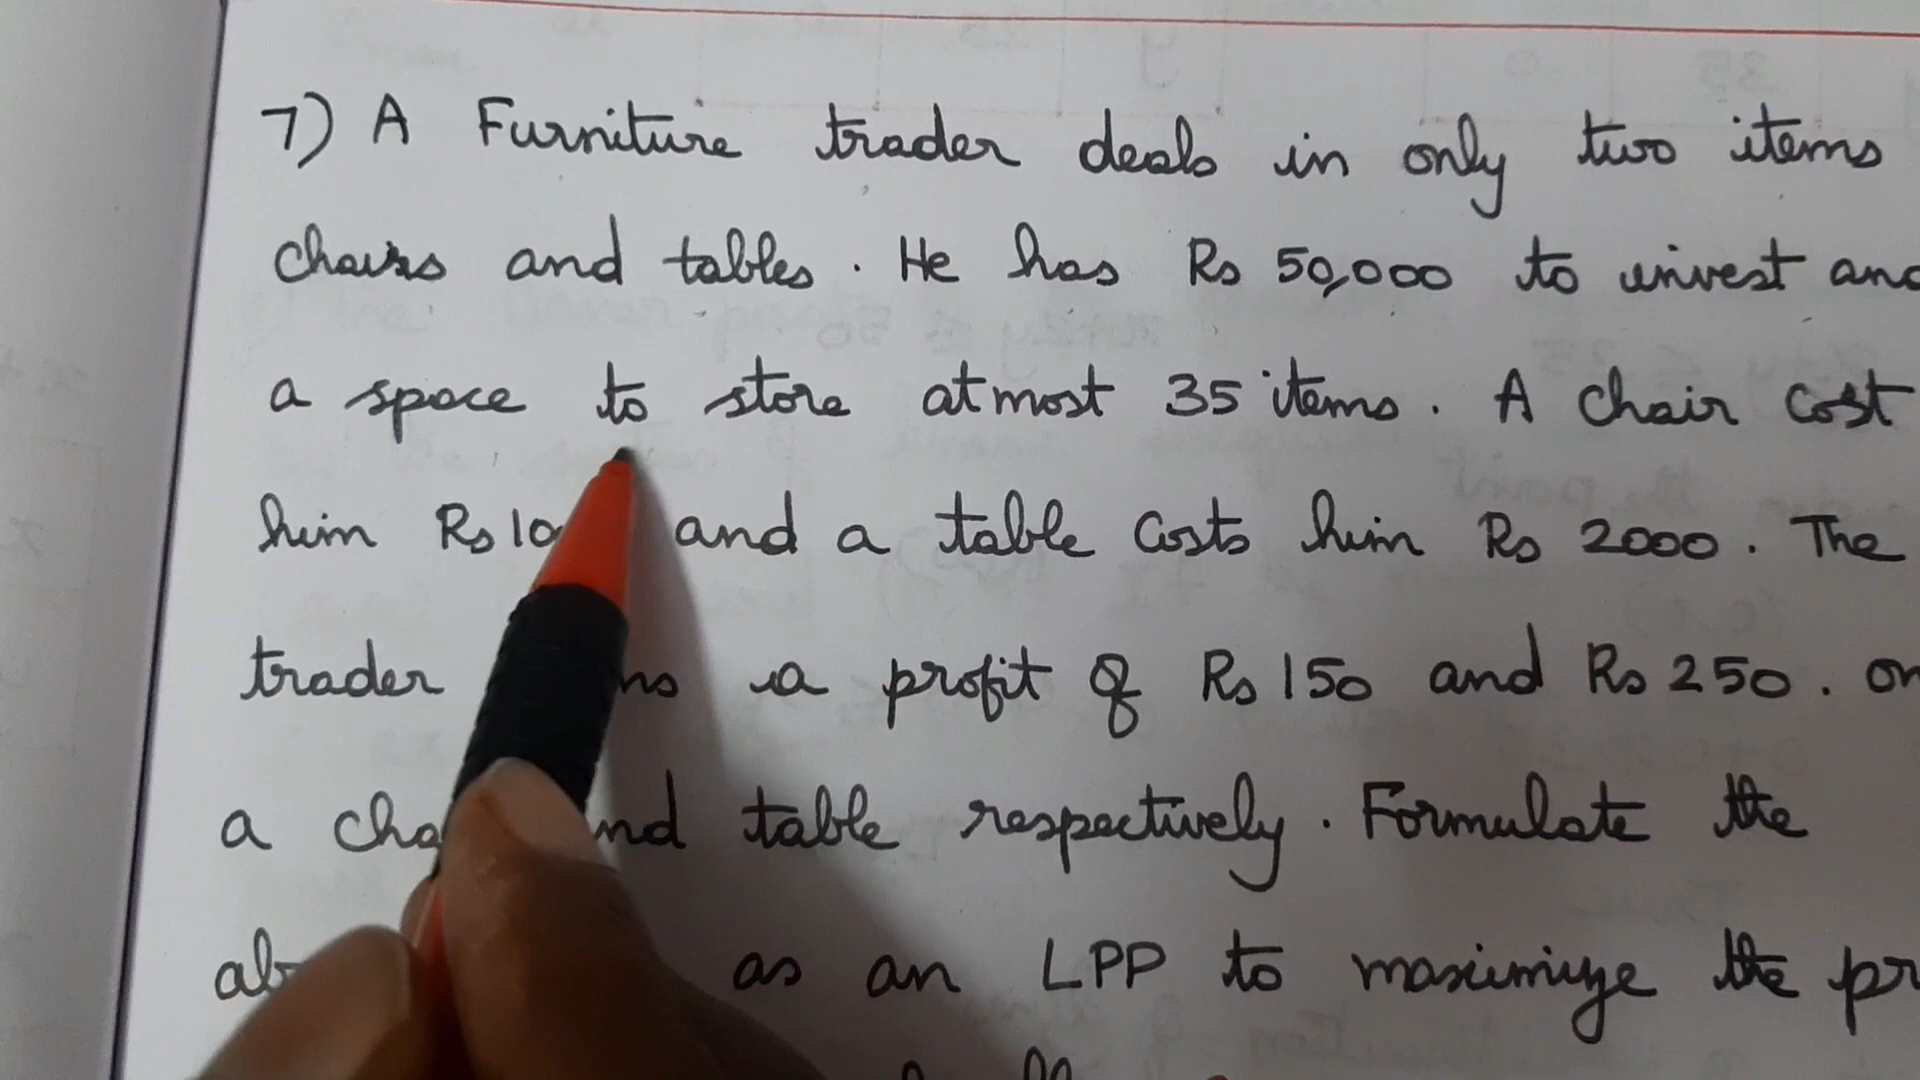 7) A Furniture trader deals in only two items
chairs and tables. He has Rs 50,000 to invest and
a space to store atmost 35 items. A chair cost
him Rs and a table costs him Rs 2000. The
trader a profit of Rs 150 and Rs 250. on
a and table respectively. Formulate the
as an LPP to maximize the